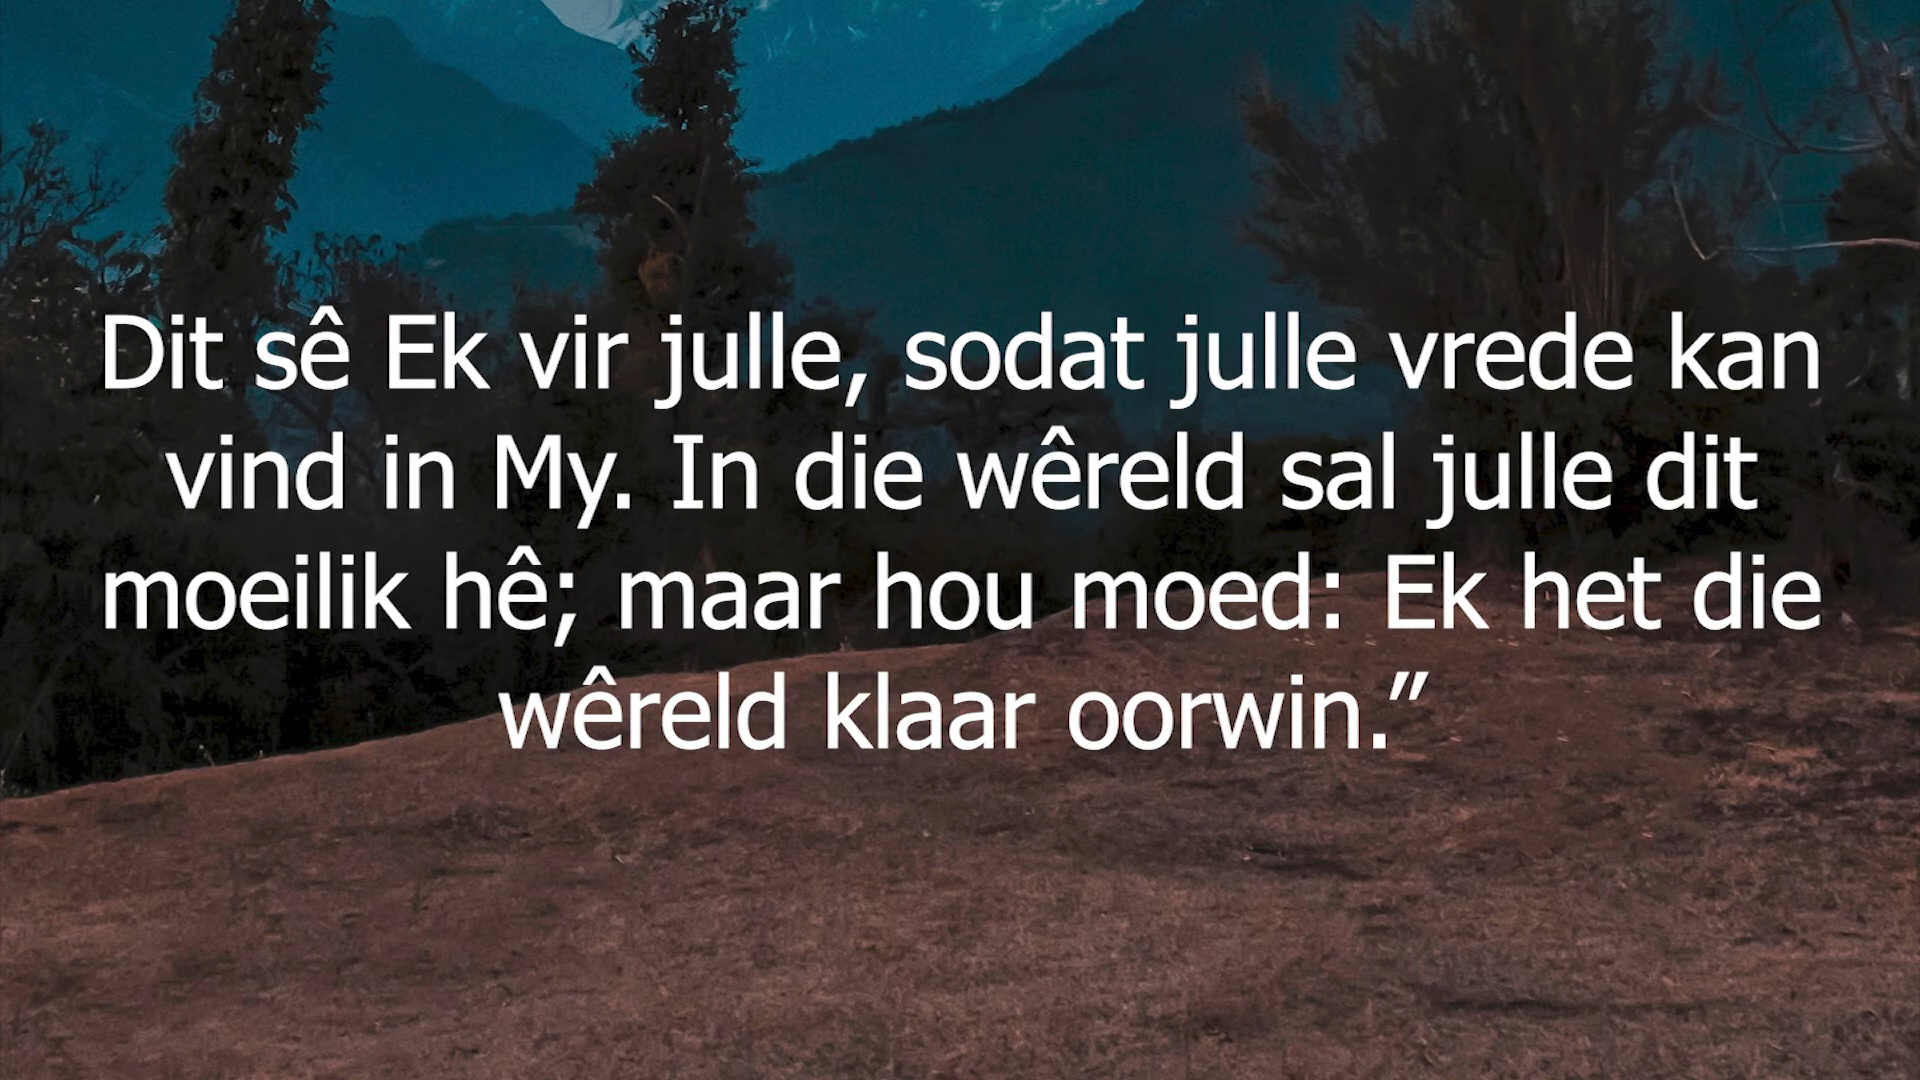 Dit sê Ek vir julle, sodat julle vrede kan
vind in My. In die wêreld sal julle dit
moeilik hê; maar hou moed: Ek het die
wêreld klaar oorwin.”